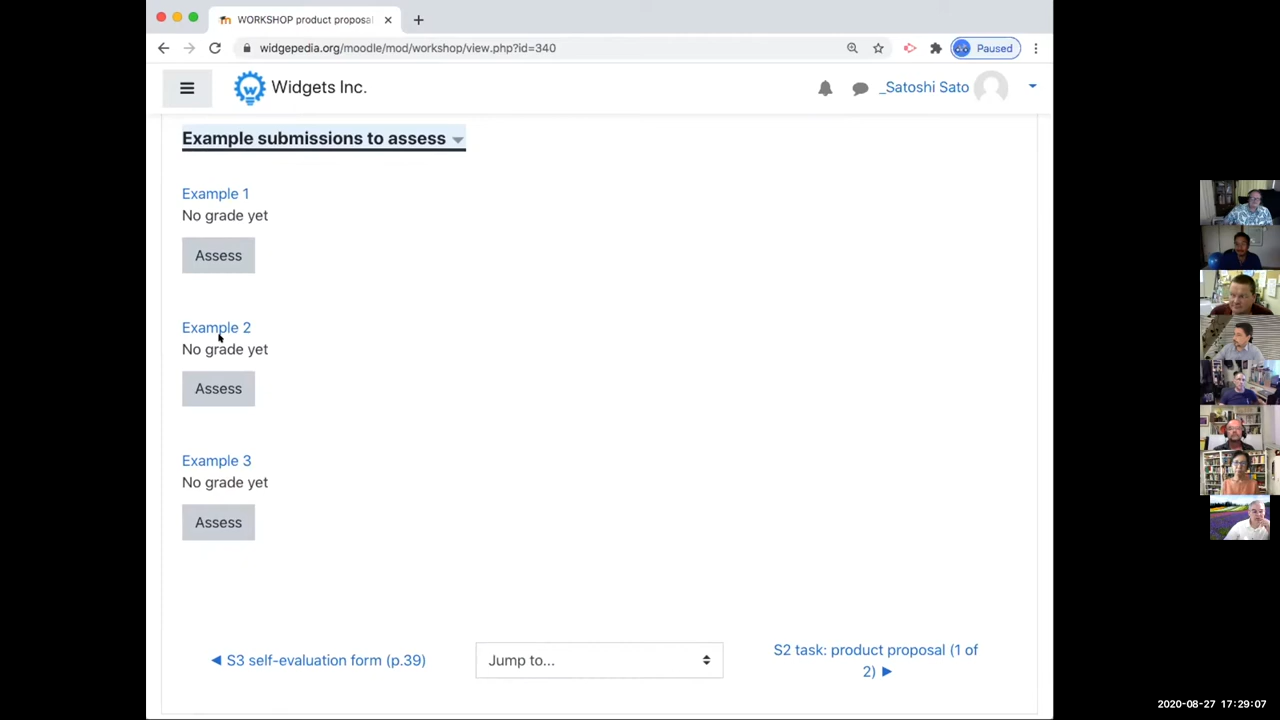 WORKSHOP product proposal
widgepedia.org/moodle/mod/workshop/view.php?id=340
Paused
Widgets Inc.
_Satoshi Sato
Example submissions to assess
Example 1
No grade yet
Assess
Example 2
No grade yet
Assess
Example 3
No grade yet
Assess
◀ S3 self-evaluation form (p.39)
Jump to...
S2 task: product proposal (1 of
2) ▶
2020-08-27 17:29:07